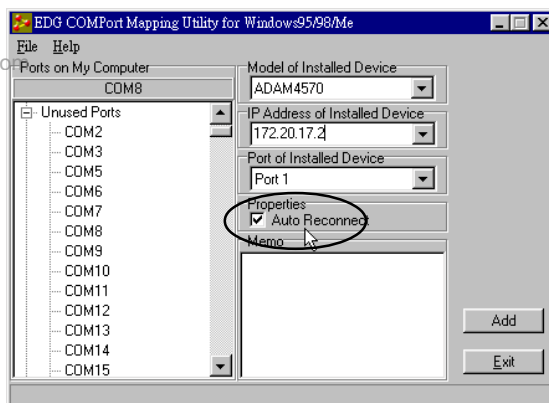 EDG COMPort Mapping Utility for Windows95/98/Me
File Help
om
Ports on My Computer
COM8
Unused Ports
COM2
COM3
COM5
COM6
COM7
COM8
COM9
COM10
COM11
COM12
COM13
COM14
COM15
Model of Installed Device
ADAM4570
IP Address of Installed Device
172.20.17.2
Port of Installed Device
Port 1
Properties
Auto Reconnect
Memo
Add
Exit